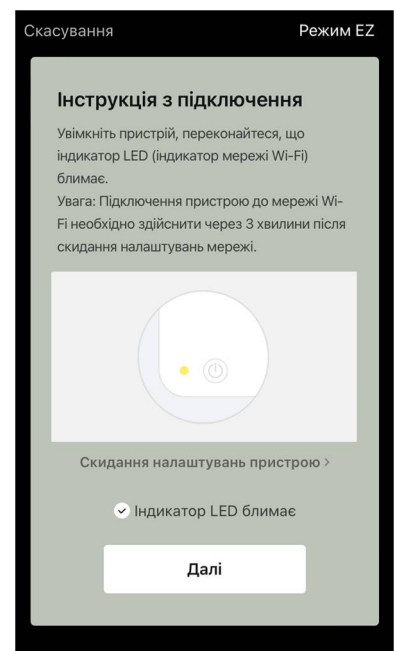 Скасування
Режим EZ
Інструкція з підключення
Увімкніть пристрій, переконайтеся, що
індикатор LED (індикатор мережі Wi-Fi)
блимає.
Увага: Підключення пристрою до мережі Wi-
Fi необхідно здійснити через 3 хвилини після
скидання налаштувань мережі.
Скидання налаштувань пристрою >
Індикатор LED блимає
Далі